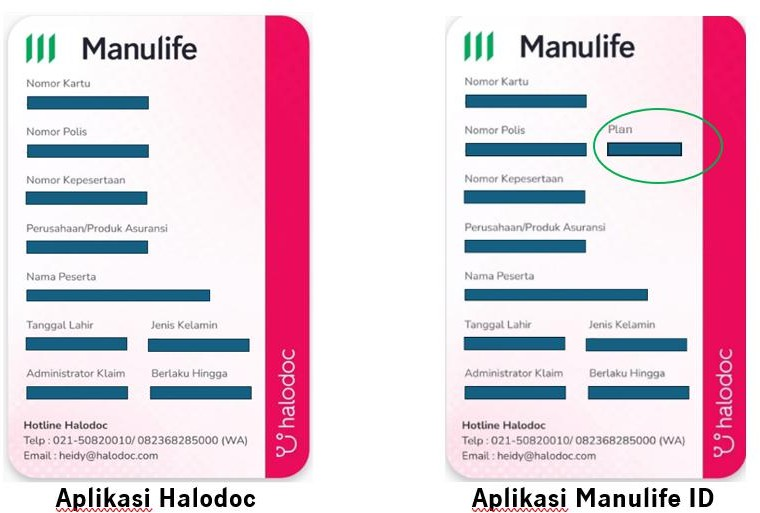 Manulife
Nomor Kartu
Nomor Polis
Nomor Kepesertaan
Perusahaan/Produk Asuransi
Nama Peserta
Tanggal Lahir Jenis Kelamin
Administrator Klaim Berlaku Hingga
Hotline Halodoc
Telp : 021-50820010/ 082368285000 (WA)
Email : heidy@halodoc.com
halodoc
Aplikasi Halodoc
Manulife
Nomor Kartu
Nomor Polis Plan
Nomor Kepesertaan
Perusahaan/Produk Asuransi
Nama Peserta
Tanggal Lahir Jenis Kelamin
Administrator Klaim Berlaku Hingga
Hotline Halodoc
Telp : 021-50820010/ 082368285000 (WA)
Email : heidy@halodoc.com
halodoc
Aplikasi Manulife ID